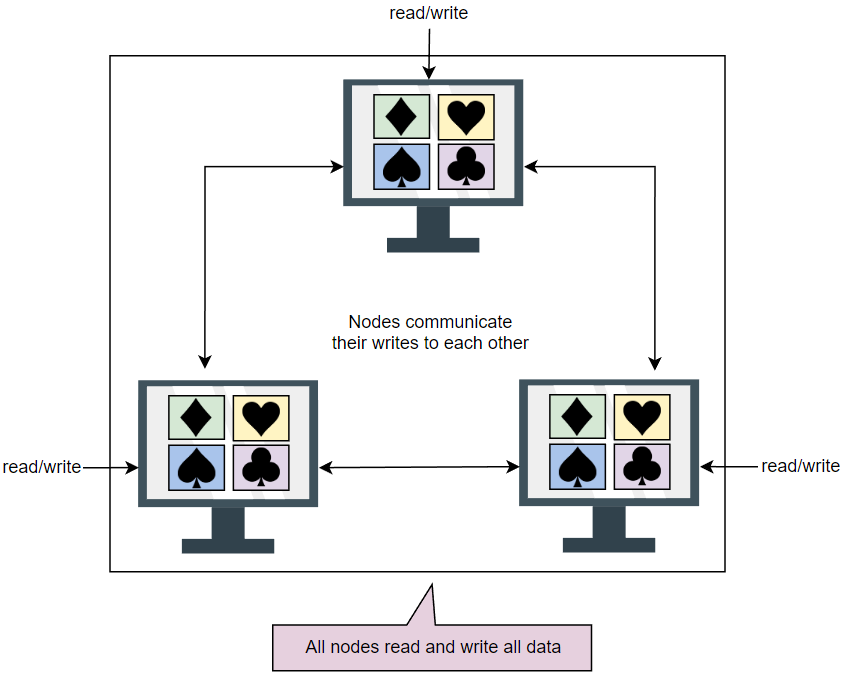 read/write
Nodes communicate
their writes to each other
read/write
read/write
All nodes read and write all data